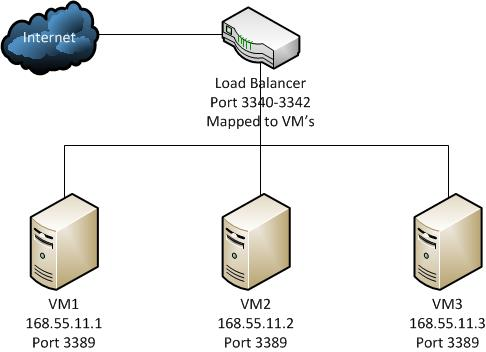 Internet
Load Balancer
Port 3340-3342
Mapped to VM's
VM1
168.55.11.1
Port 3389
VM2
168.55.11.2
Port 3389
VM3
168.55.11.3
Port 3389